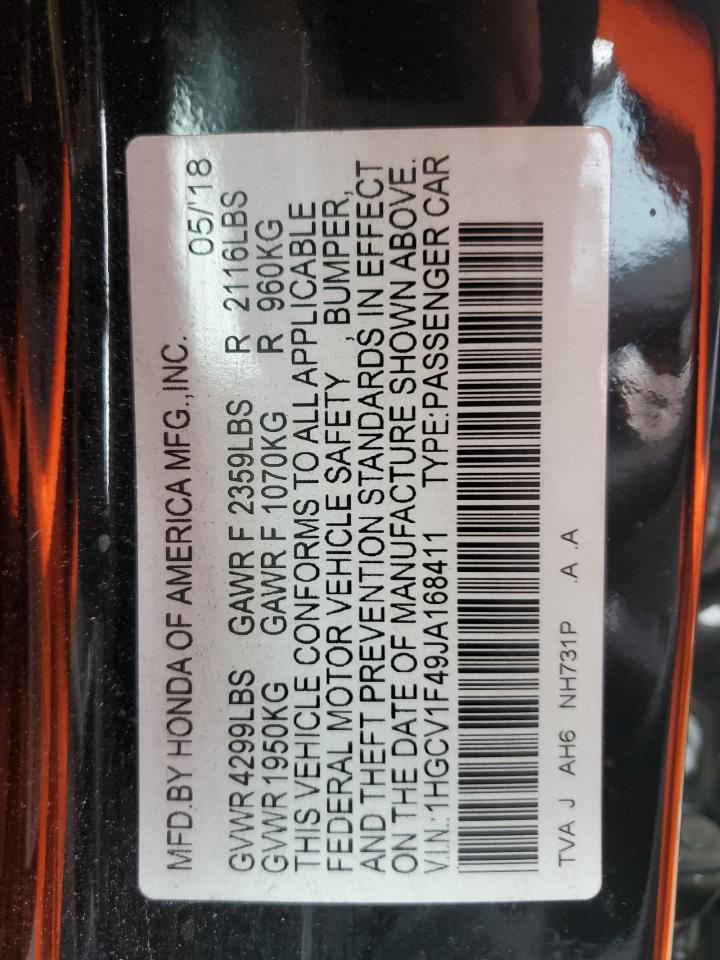 MFD.BY HONDA OF AMERICA MFG.,INC. 05/'18
GVWR 4299LBS GAWR F 2359LBS R 2116LBS
GVWR 1950KG GAWR F 1070KG R 960KG
THIS VEHICLE CONFORMS TO ALL APPLICABLE
FEDERAL MOTOR VEHICLE SAFETY , BUMPER,
AND THEFT PREVENTION STANDARDS IN EFFECT
ON THE DATE OF MANUFACTURE SHOWN ABOVE.
V.I.N.:1HGCV1F49JA168411 TYPE:PASSENGER CAR
TVA J AH6 NH731P .A .A